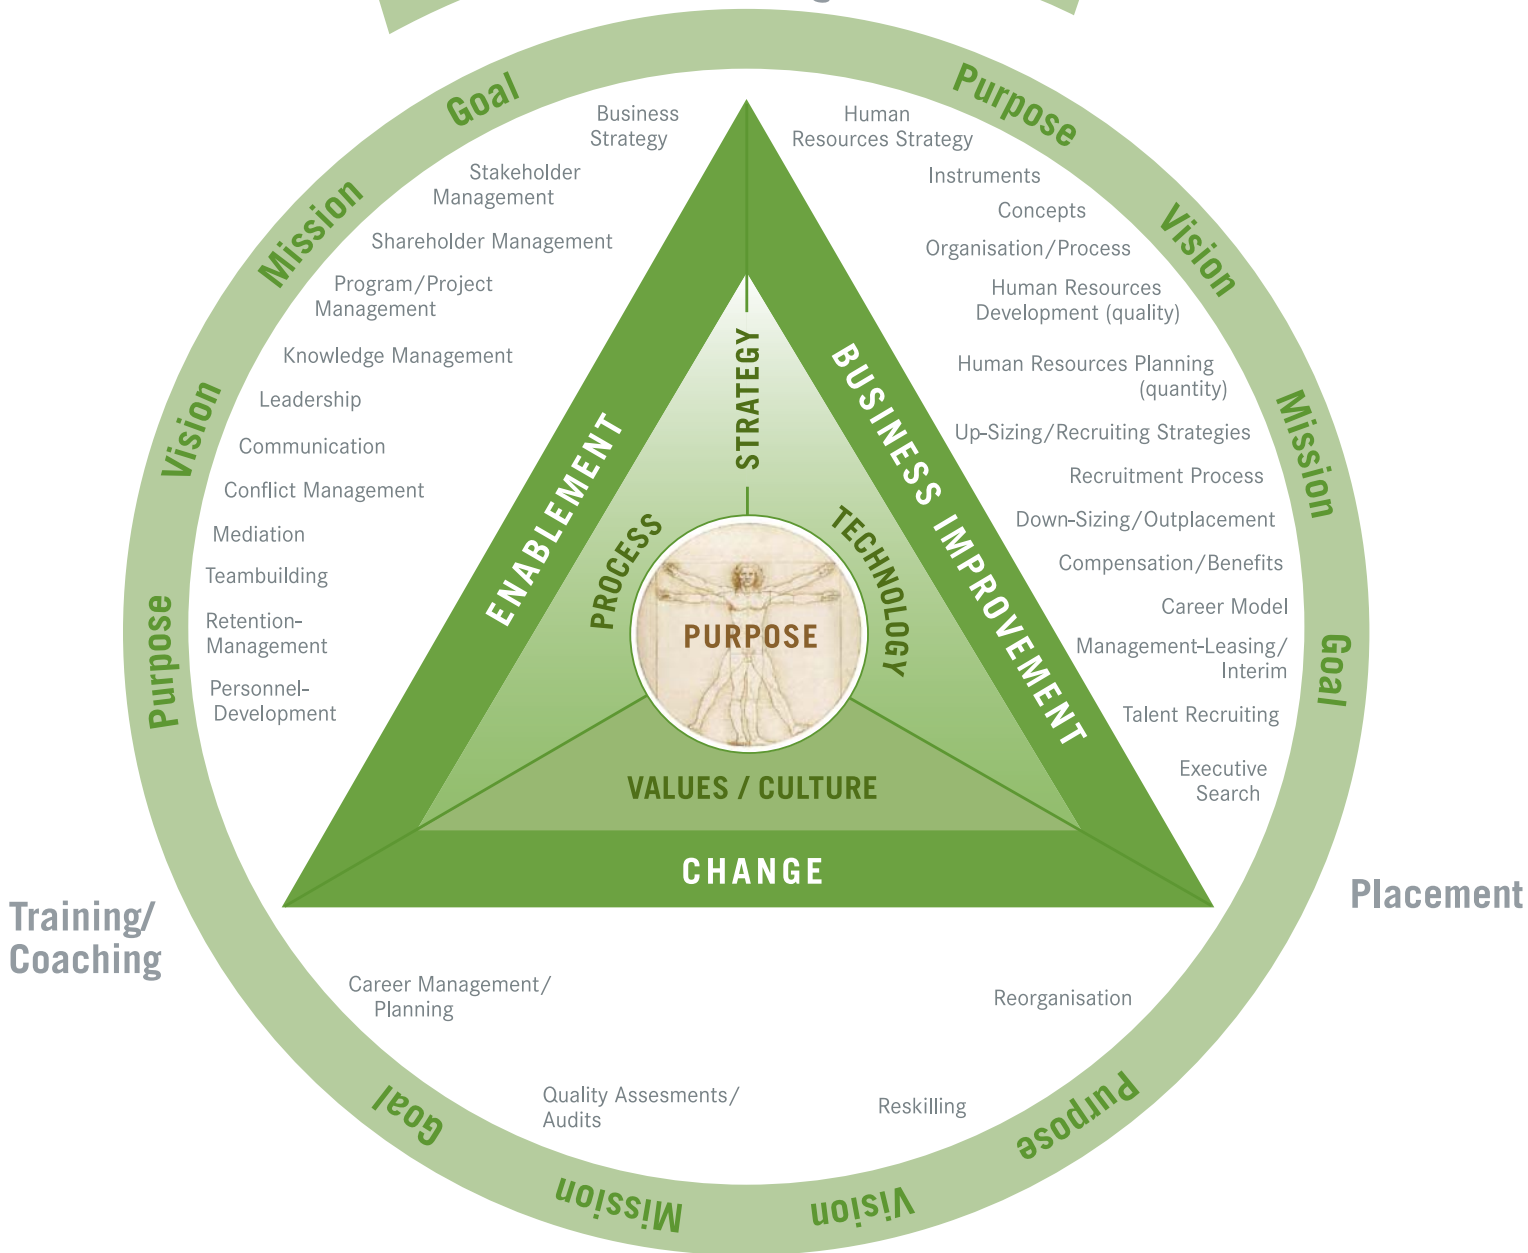 Goal
Mission
Vision
Purpose
Purpose
Vision
Mission
Goal
Purpose
Vision
Mission
Goal
Business
Strategy
Stakeholder
Management
Shareholder Management
Program/Project
Management
Knowledge Management
Leadership
Communication
Conflict Management
Mediation
Teambuilding
Retention-
Management
Personnel-
Development
Human
Resources Strategy
Instruments
Concepts
Organisation/Process
Human Resources
Development (quality)
Human Resources Planning
(quantity)
Up-Sizing/Recruiting Strategies
Recruitment Process
Down-Sizing/Outplacement
Compensation/Benefits
Career Model
Management-Leasing/
Interim
Talent Recruiting
Executive
Search
ENABLEMENT
BUSINESS IMPROVEMENT
CHANGE
STRATEGY
PROCESS
TECHNOLOGY
PURPOSE
VALUES / CULTURE
Training/
Coaching
Placement
Career Management/
Planning
Reorganisation
Quality Assesments/
Audits
Reskilling